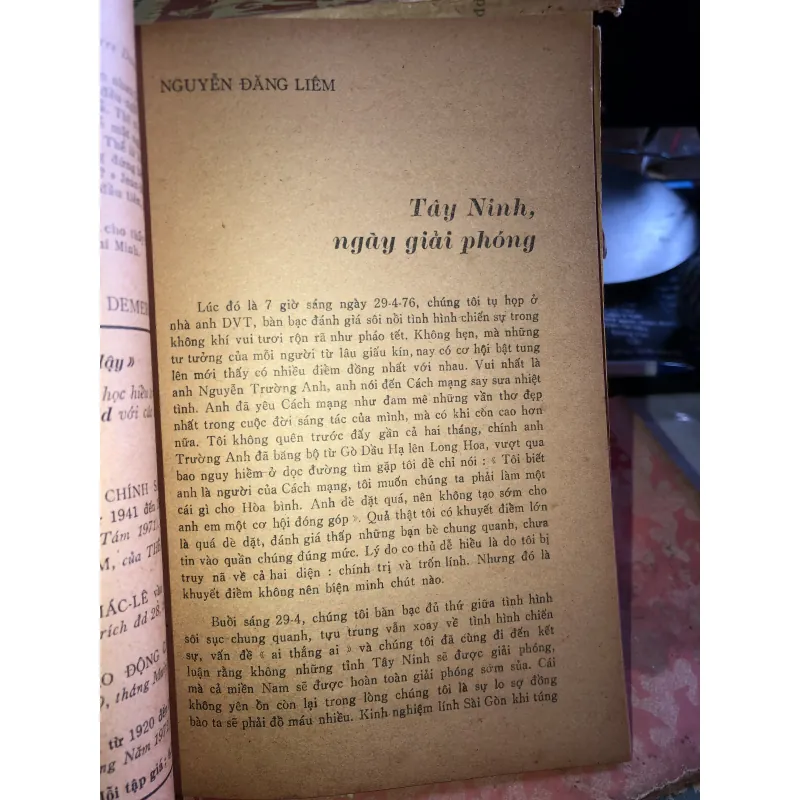 NGUYỄN ĐĂNG LIÊM
Tây Ninh,
ngày giải phóng
Lúc đó là 7 giờ sáng ngày 29-4-76, chúng tôi tụ họp ở
nhà anh DVT, bàn bạc đánh giá sôi nồi tình hình chiến sự trong
không khí vui tươi rộn rã như pháo tết. Không hẹn, mà những
tư tưởng của mỗi người từ lâu giấu kín, nay có cơ hội bật tung
lên mới thấy có nhiều điểm đồng nhất với nhau. Vui nhất là
anh Nguyễn Trường Anh, anh nói đến Cách mạng say sưa nhiệt
tình. Anh đã yêu Cách mạng như đam mê những vần thơ đẹp
nhất trong cuộc đời sáng tác của mình, mà có khi còn cao hơn
nữa. Tôi không quên trước đấy gần cả hai tháng, chính anh
Trường Anh đã băng bộ từ Gò Dầu Hạ lên Long Hoa, vượt qua
bao nguy hiềm ở dọc đường tìm gặp tôi đề chỉ nói : « Tôi biết
anh là người của Cách mạng, tôi muốn chúng ta phải làm một
cái gì cho Hòa bình. Anh dè dặt quá, nên không tạo sớm cho
anh em một cơ hội đóng góp ». Quả thật tôi có khuyết điềm lớn
là quá dè dặt, đánh giá thấp những bạn bè chung quanh, chưa
tin vào quần chúng đúng mức. Lý do co thủ dễ hiều là do tôi bị
truy nã về cả hai diện : chính trị và trốn lính. Nhưng đó là
khuyết điềm không nên biện minh chút nào.
Buồi sáng 29-4, chúng tôi bàn bạc đủ thứ giữa tình hình
sôi sục chung quanh, tựu trung vẫn xoay về tình hình chiến
sự, vấn đề « ai thắng ai » và chúng tôi đã cùng đi đến kết
luận rằng không những tỉnh Tây Ninh sẽ được giải phóng,
mà cả miền Nam sẽ được hoàn toàn giải phóng sớm sủa. Cái
không yên ồn còn lại trong lòng chúng tôi là sự lo sợ đồng
bào ta sẽ phải đồ máu nhiều. Kinh nghiệm lính Sài Gòn khi túng